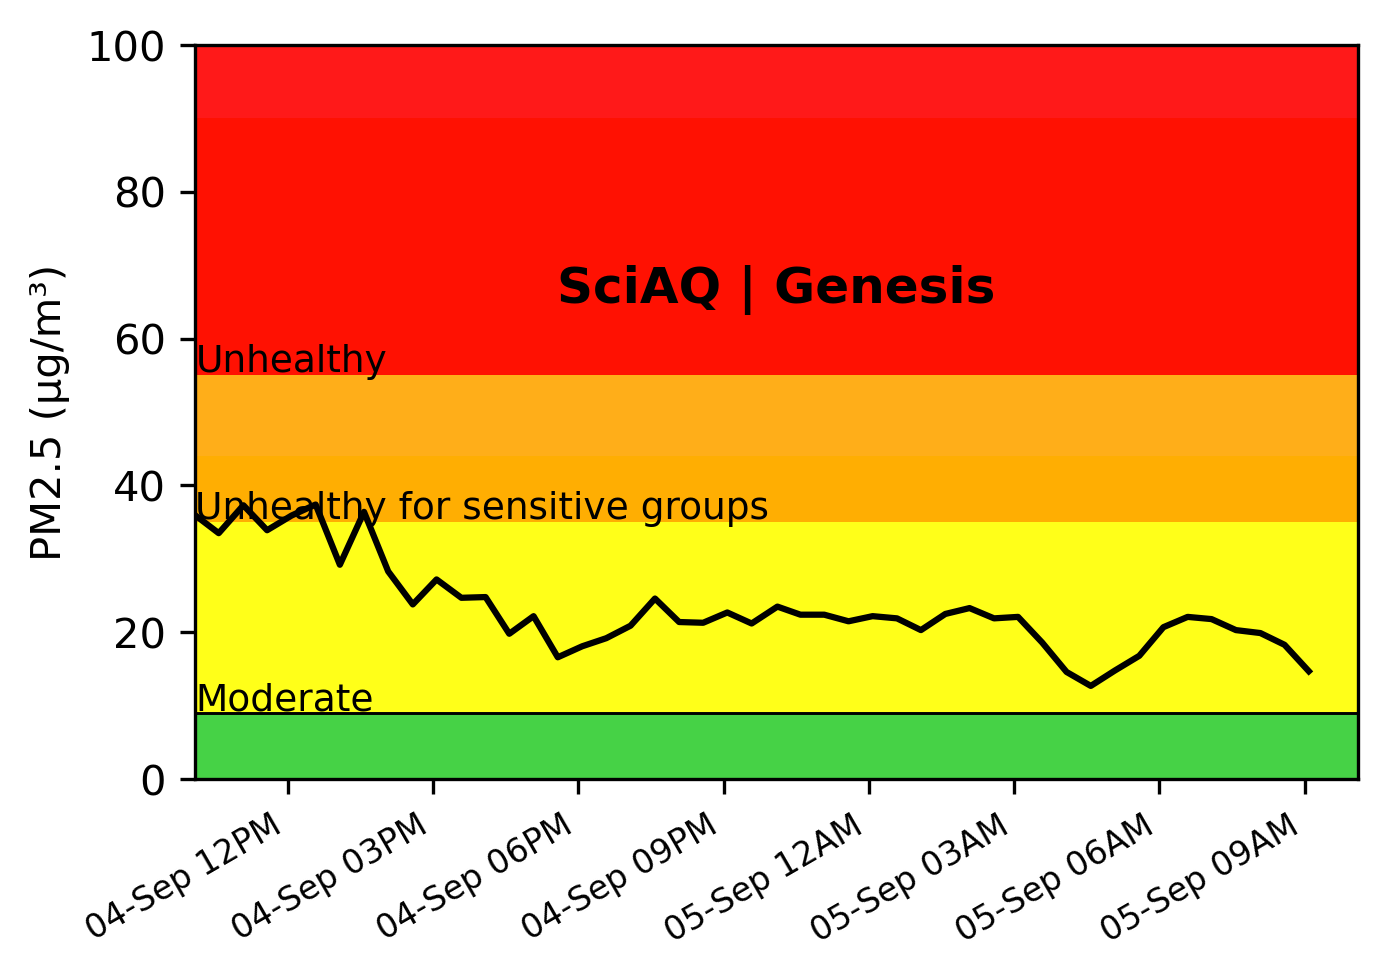 100
80
60
40
20
0
PM2.5 (µg/m³)
SciAQ | Genesis
Unhealthy
Unhealthy for sensitive groups
Moderate
04-Sep 12PM
04-Sep 03PM
04-Sep 06PM
04-Sep 09PM
05-Sep 12AM
05-Sep 03AM
05-Sep 06AM
05-Sep 09AM